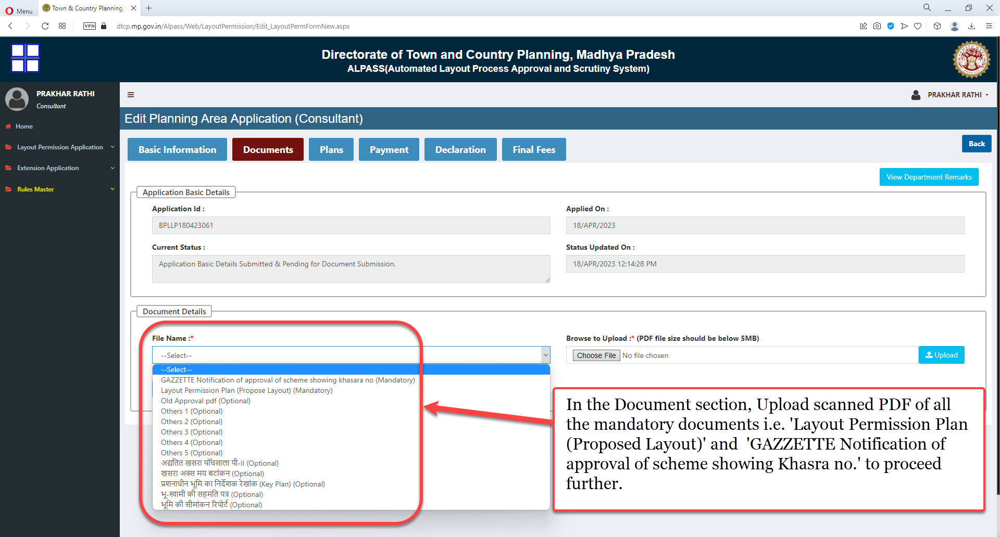 Menu
Town & Country Planning,
VPN
dtcp.mp.gov.in/Alpass/Web/LayoutPermission/Edit_LayoutPermFormNew.aspx
Directorate of Town and Country Planning, Madhya Pradesh
ALPASS(Automated Layout Process Approval and Scrutiny System)
PRAKHAR RATHI
Consultant
PRAKHAR RATHI
Home
Layout Permission Application
Extension Application
Rules Master
Edit Planning Area Application (Consultant)
Basic Information
Documents
Plans
Payment
Declaration
Final Fees
Back
View Department Remarks
Application Basic Details
Application Id :
Applied On :
BPLLP180423061
18/APR/2023
Current Status :
Status Updated On :
Application Basic Details Submitted & Pending for Document Submission.
18/APR/2023 12:14:28 PM
Document Details
File Name :*
Browse to Upload :* (PDF file size should be below 5MB)
--Select--
Choose File No file chosen
Upload
--Select--
GAZZETTE Notification of approval of scheme showing khasara no (Mandatory)
Layout Permission Plan (Propose Layout) (Mandatory)
Old Approval pdf (Optional)
Others 1 (Optional)
Others 2 (Optional)
Others 3 (Optional)
Others 4 (Optional)
Others 5 (Optional)
अद्यतित खसरा पॉचसाला पी-II (Optional)
खसरा अक्स मय बटांकन (Optional)
प्रशनाधीन भूमि का निर्देशक रेखांक (Key Plan) (Optional)
भू-स्वामी की सहमति पत्र (Optional)
भूमि की सीमांकन रिपोर्ट (Optional)
In the Document section, Upload scanned PDF of all
the mandatory documents i.e. 'Layout Permission Plan
(Proposed Layout)' and 'GAZZETTE Notification of
approval of scheme showing Khasra no.' to proceed
further.